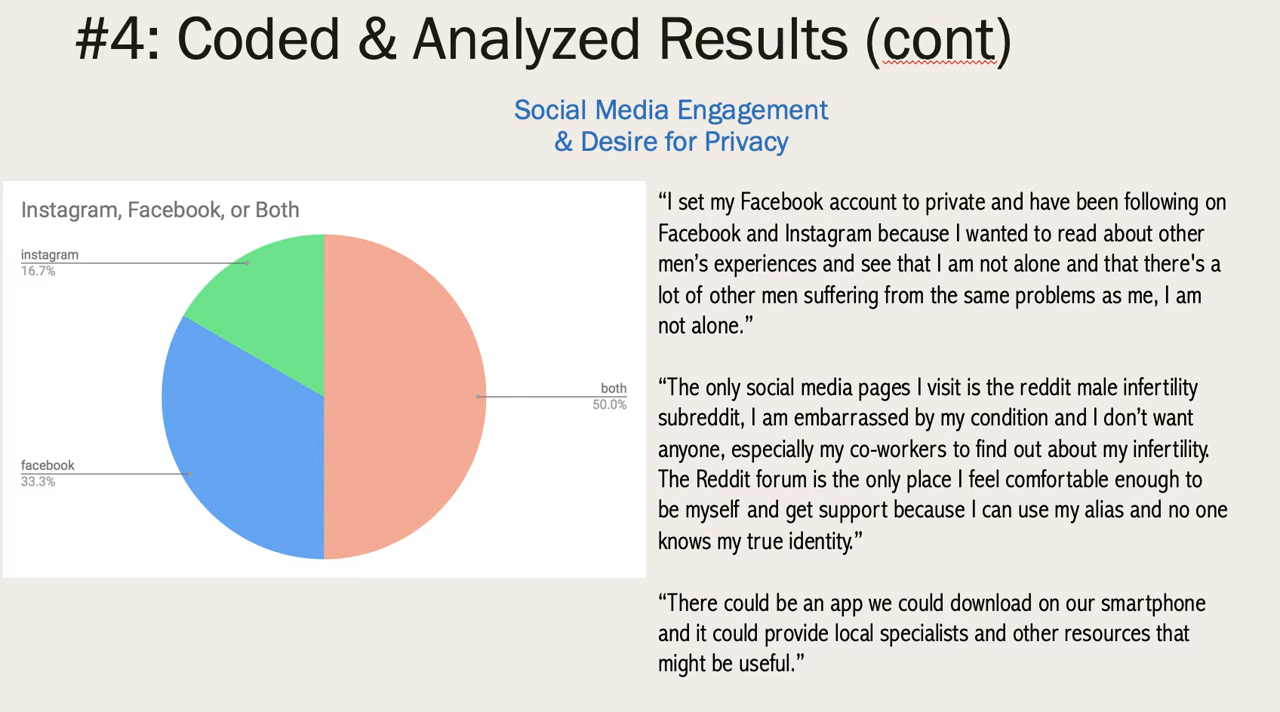 #4: Coded & Analyzed Results (cont)
Social Media Engagement
& Desire for Privacy
Instagram, Facebook, or Both
instagram
16.7%
both
50.0%
facebook
33.3%
“I set my Facebook account to private and have been following on
Facebook and Instagram because I wanted to read about other
men’s experiences and see that I am not alone and that there's a
lot of other men suffering from the same problems as me, I am
not alone.”
“The only social media pages I visit is the reddit male infertility
subreddit, I am embarrassed by my condition and I don’t want
anyone, especially my co-workers to find out about my infertility.
The Reddit forum is the only place I feel comfortable enough to
be myself and get support because I can use my alias and no one
knows my true identity.”
“There could be an app we could download on our smartphone
and it could provide local specialists and other resources that
might be useful.”